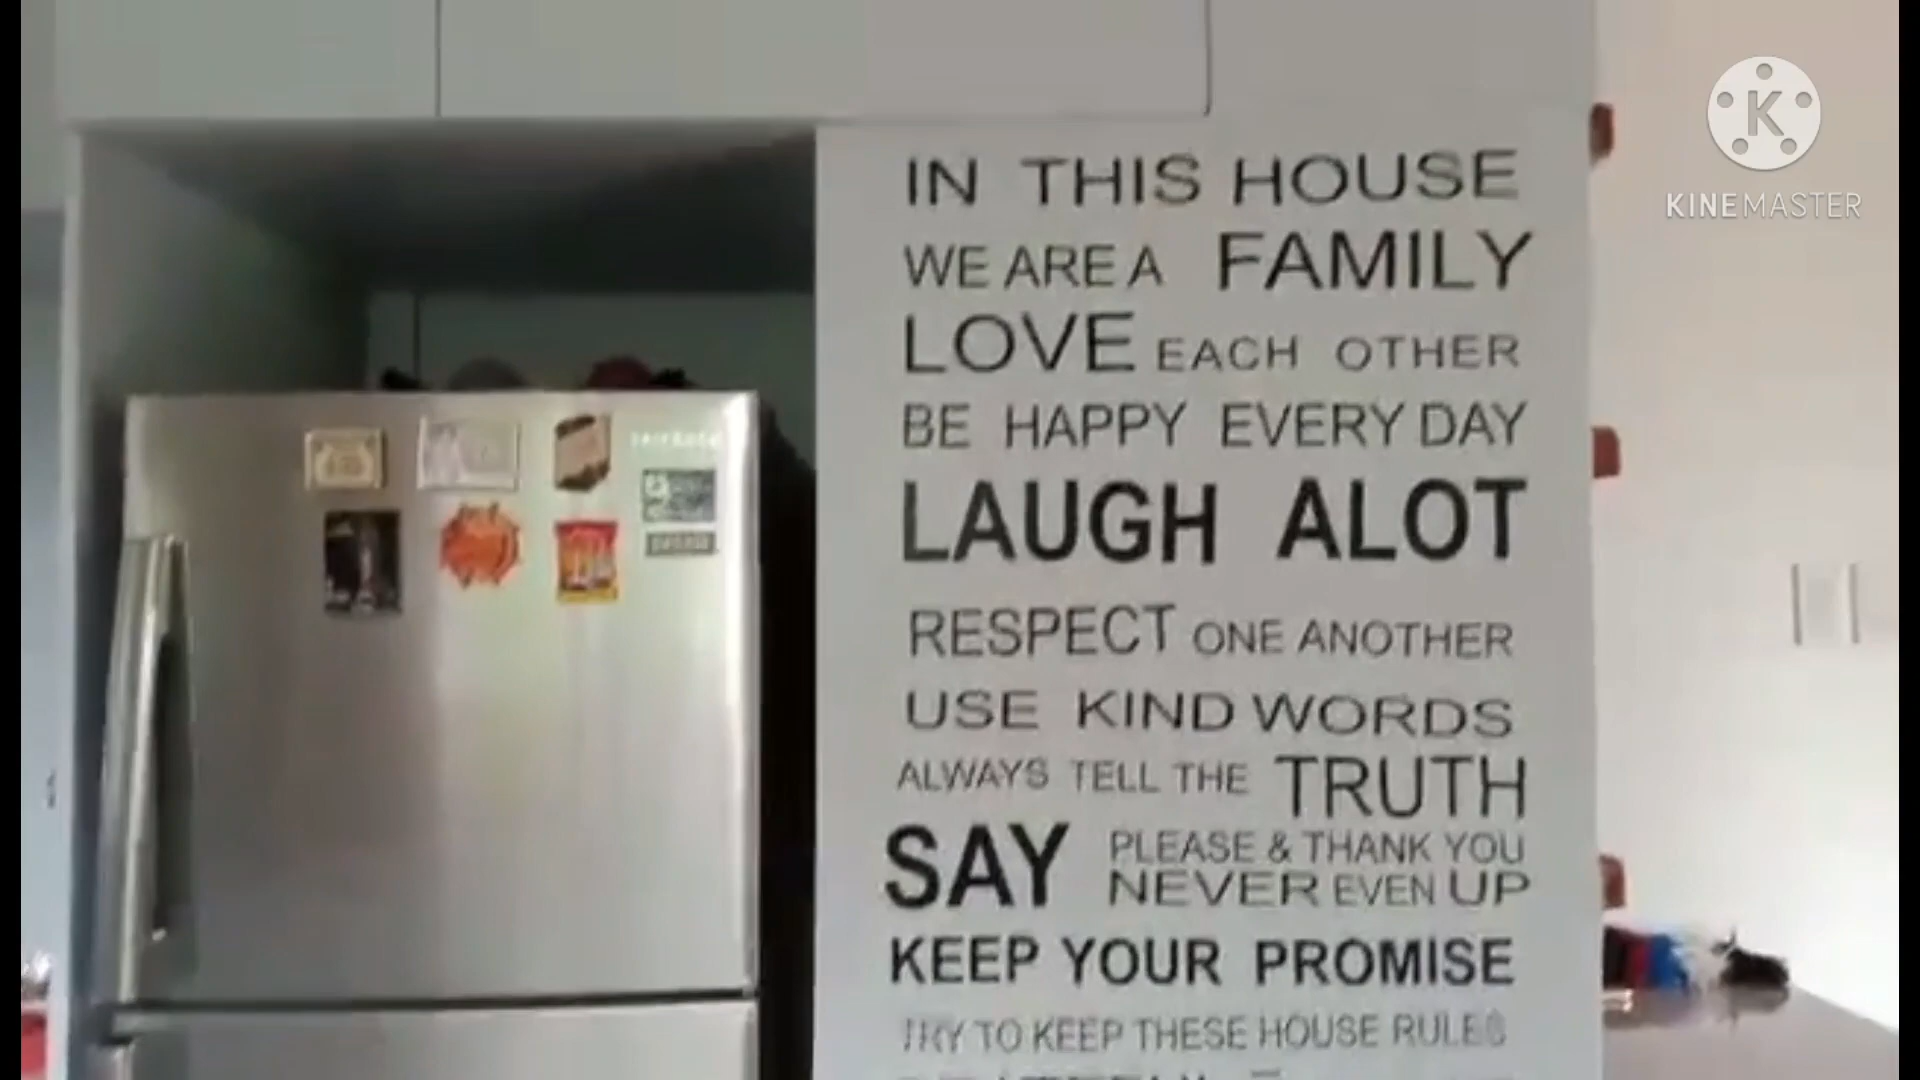 IN THIS HOUSE
WE ARE A FAMILY
LOVE EACH OTHER
BE HAPPY EVERY DAY
LAUGH ALOT
RESPECT ONE ANOTHER
USE KIND WORDS
ALWAYS TELL THE TRUTH
SAY PLEASE & THANK YOU
NEVER EVEN UP
KEEP YOUR PROMISE
TRY TO KEEP THESE HOUSE RULES
K
KINEMASTER